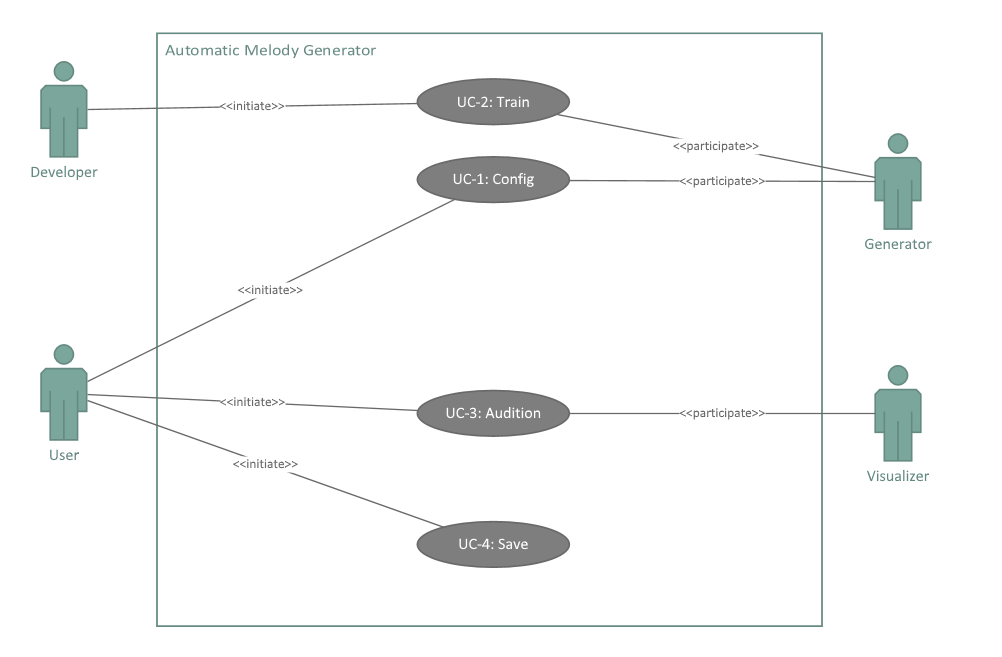 Automatic Melody Generator
<<initiate>>
UC-2: Train
<<participate>>
Developer
UC-1: Config
<<participate>>
Generator
<<initiate>>
<<initiate>>
UC-3: Audition
<<participate>>
User
<<initiate>>
Visualizer
UC-4: Save